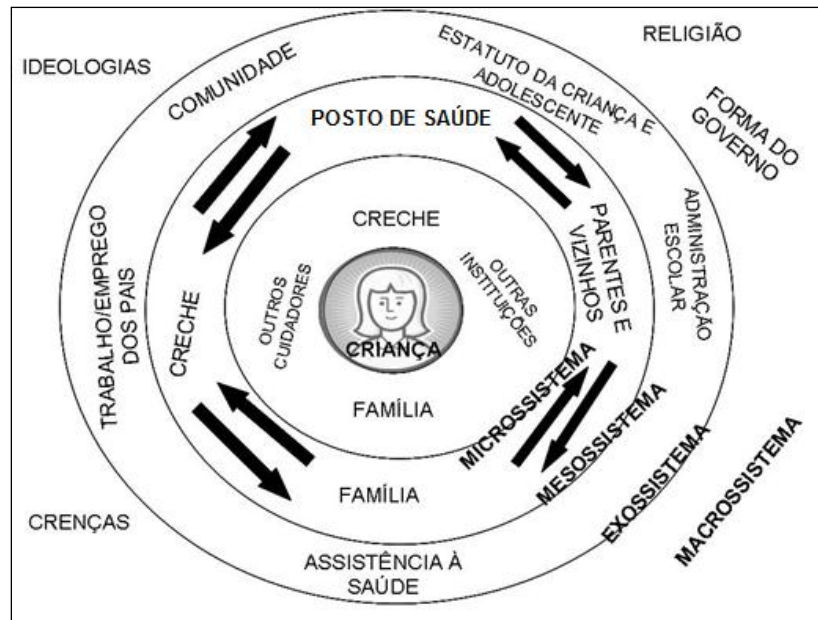 RELIGIÃO
IDEOLOGIAS
COMUNIDADE
ESTATUTO DA CRIANÇA E
ADOLESCENTE
FORMA DO
GOVERNO
POSTO DE SAÚDE
PARENTES E
VIZINHOS
ADMINISTRAÇÃO
ESCOLAR
CRECHE
OUTROS
CUIDADORES
OUTRAS
INSTITUIÇÕES
CRIANÇA
TRABALHO/EMPREGO
DOS PAIS
CRECHE
FAMÍLIA
MICROSSISTEMA
MESOSSISTEMA
EXOSSISTEMA
MACROSSISTEMA
FAMÍLIA
CRENÇAS
ASSISTÊNCIA À
SAÚDE